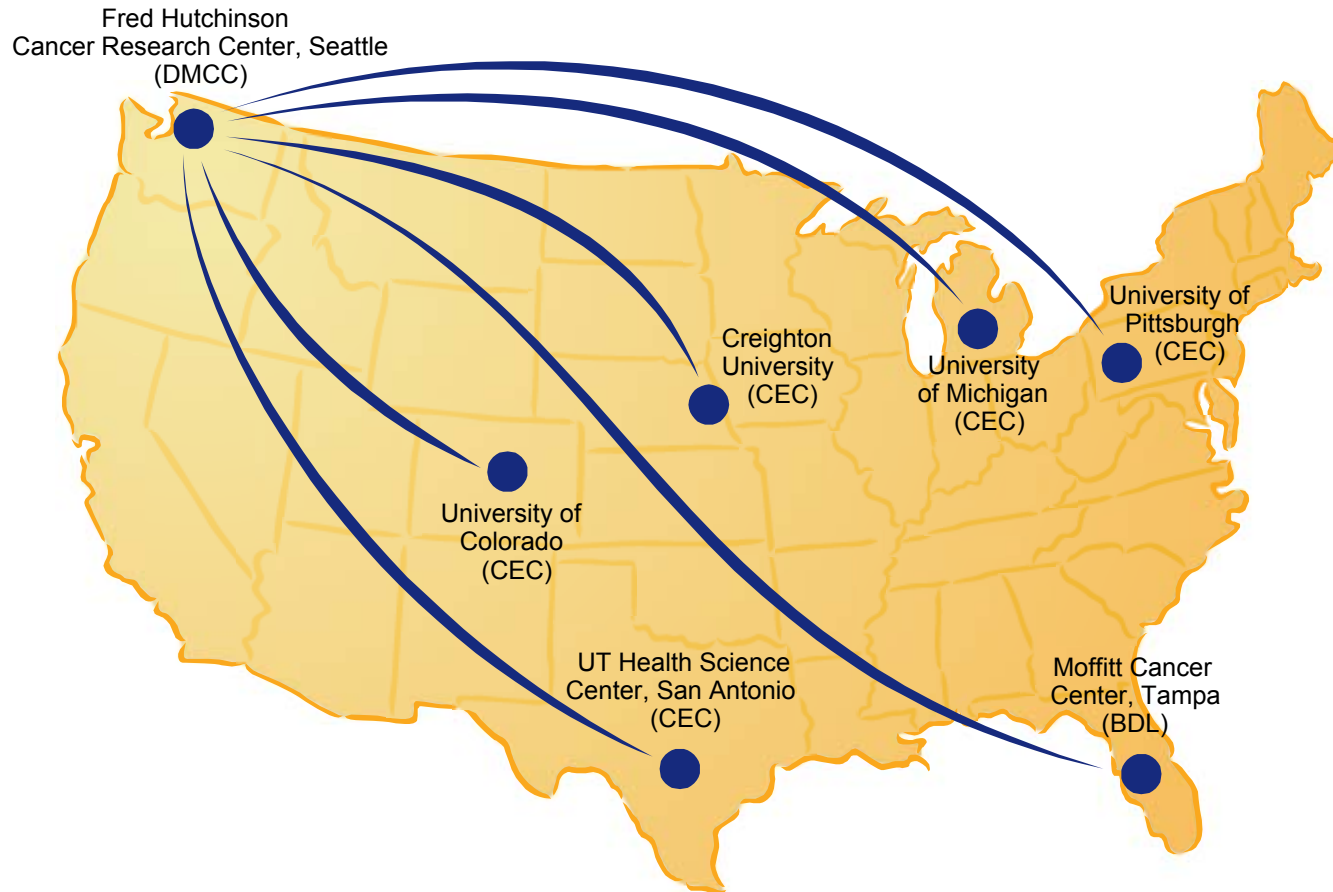 Fred Hutchinson
Cancer Research Center, Seattle
(DMCC)
University of
Pittsburgh
(CEC)
Creighton
University
(CEC)
University
of Michigan
(CEC)
University of
Colorado
(CEC)
UT Health Science
Center, San Antonio
(CEC)
Moffitt Cancer
Center, Tampa
(BDL)